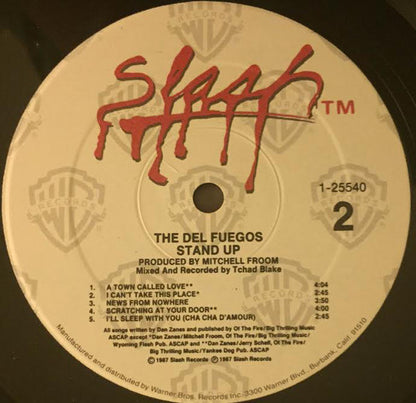 Slash TM
1-25540
2
THE DEL FUEGOS
STAND UP
PRODUCED BY MITCHELL FROOM
Mixed And Recorded by Tchad Blake
1. A TOWN CALLED LOVE** 4:04
2. I CAN'T TAKE THIS PLACE* 2:45
3. NEWS FROM NOWHERE 3:50
4. SCRATCHING AT YOUR DOOR** 4:00
5. I'LL SLEEP WITH YOU (CHA CHA D'AMOUR) 2:45
All songs written by Dan Zanes and published by Of The Fire/Big Thrilling Music/
ASCAP except *Dan Zanes/Mitchell Froom, Of The Fire/Big Thrilling Music/
Wyoming Flesh Pub. ASCAP and **Dan Zanes/Jerry Schell, Of The Fire/
Big Thrilling Music/Yankee Dog Pub. ASCAP
© 1987 Slash Records ℗ 1987 Slash Records
Manufactured and distributed by Warner Bros. Records Inc. 3300 Warner Blvd., Burbank, Calif. 91510
WB
WARNER BROS
RECORDS